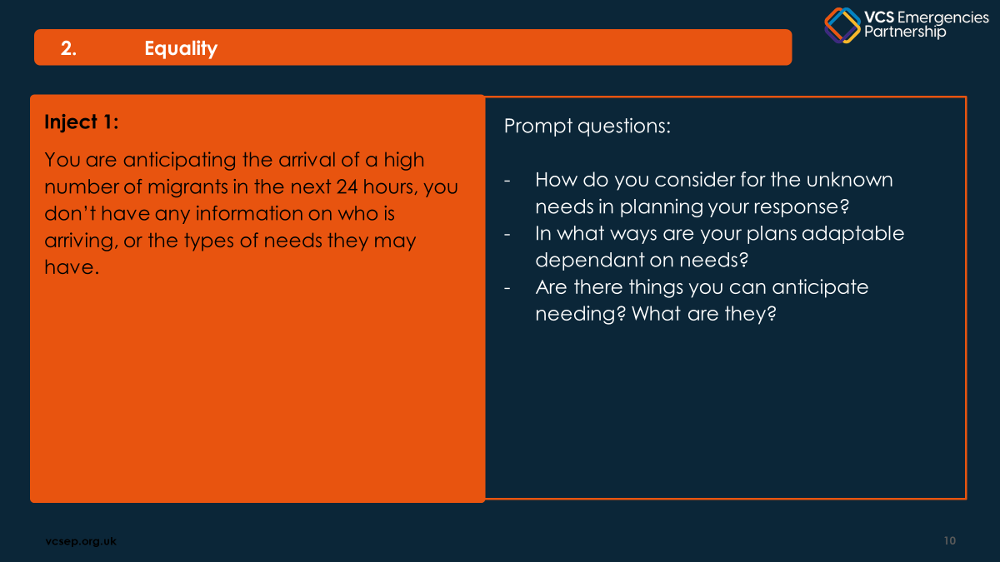 VCS Emergencies
Partnership
2. Equality
Inject 1:
You are anticipating the arrival of a high
number of migrants in the next 24 hours, you
don’t have any information on who is
arriving, or the types of needs they may
have.
Prompt questions:
- How do you consider for the unknown
needs in planning your response?
- In what ways are your plans adaptable
dependant on needs?
- Are there things you can anticipate
needing? What are they?
vcsep.org.uk
10